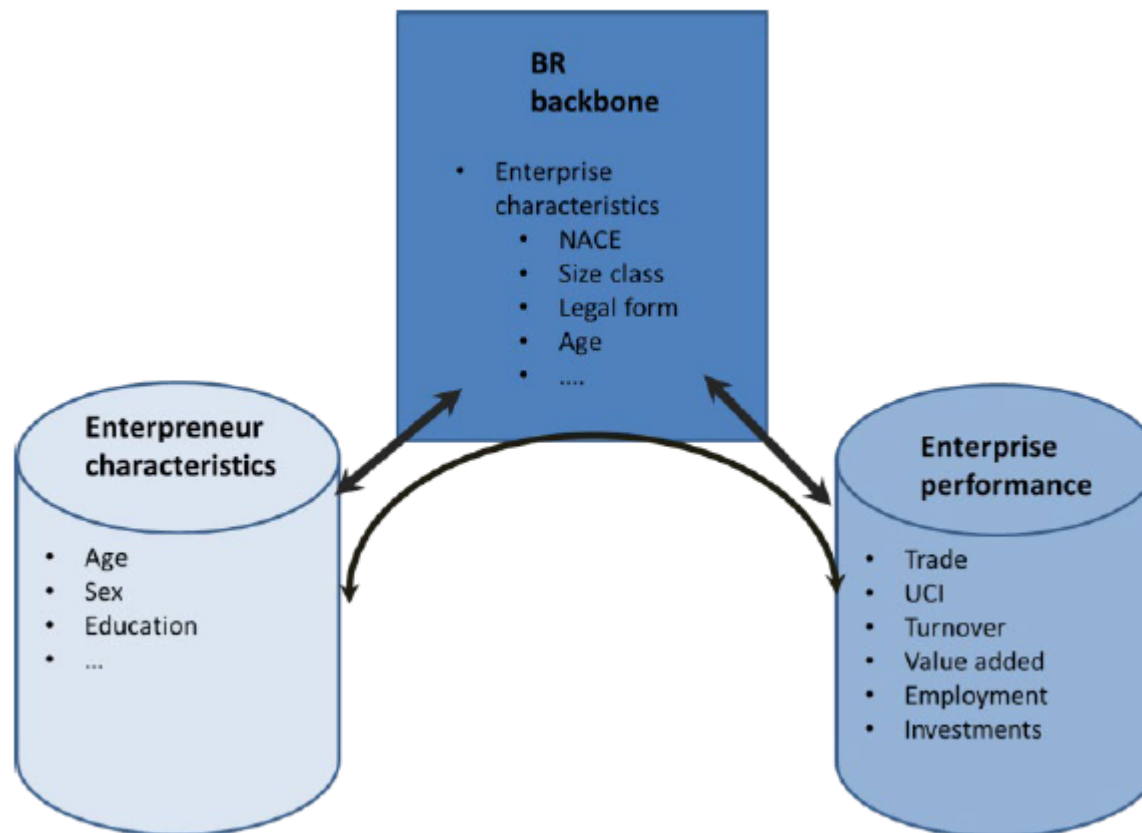 BR
backbone
• Enterprise
characteristics
• NACE
• Size class
• Legal form
• Age
• ....
Enterpreneur
characteristics
• Age
• Sex
• Education
• ...
Enterprise
performance
• Trade
• UCI
• Turnover
• Value added
• Employment
• Investments